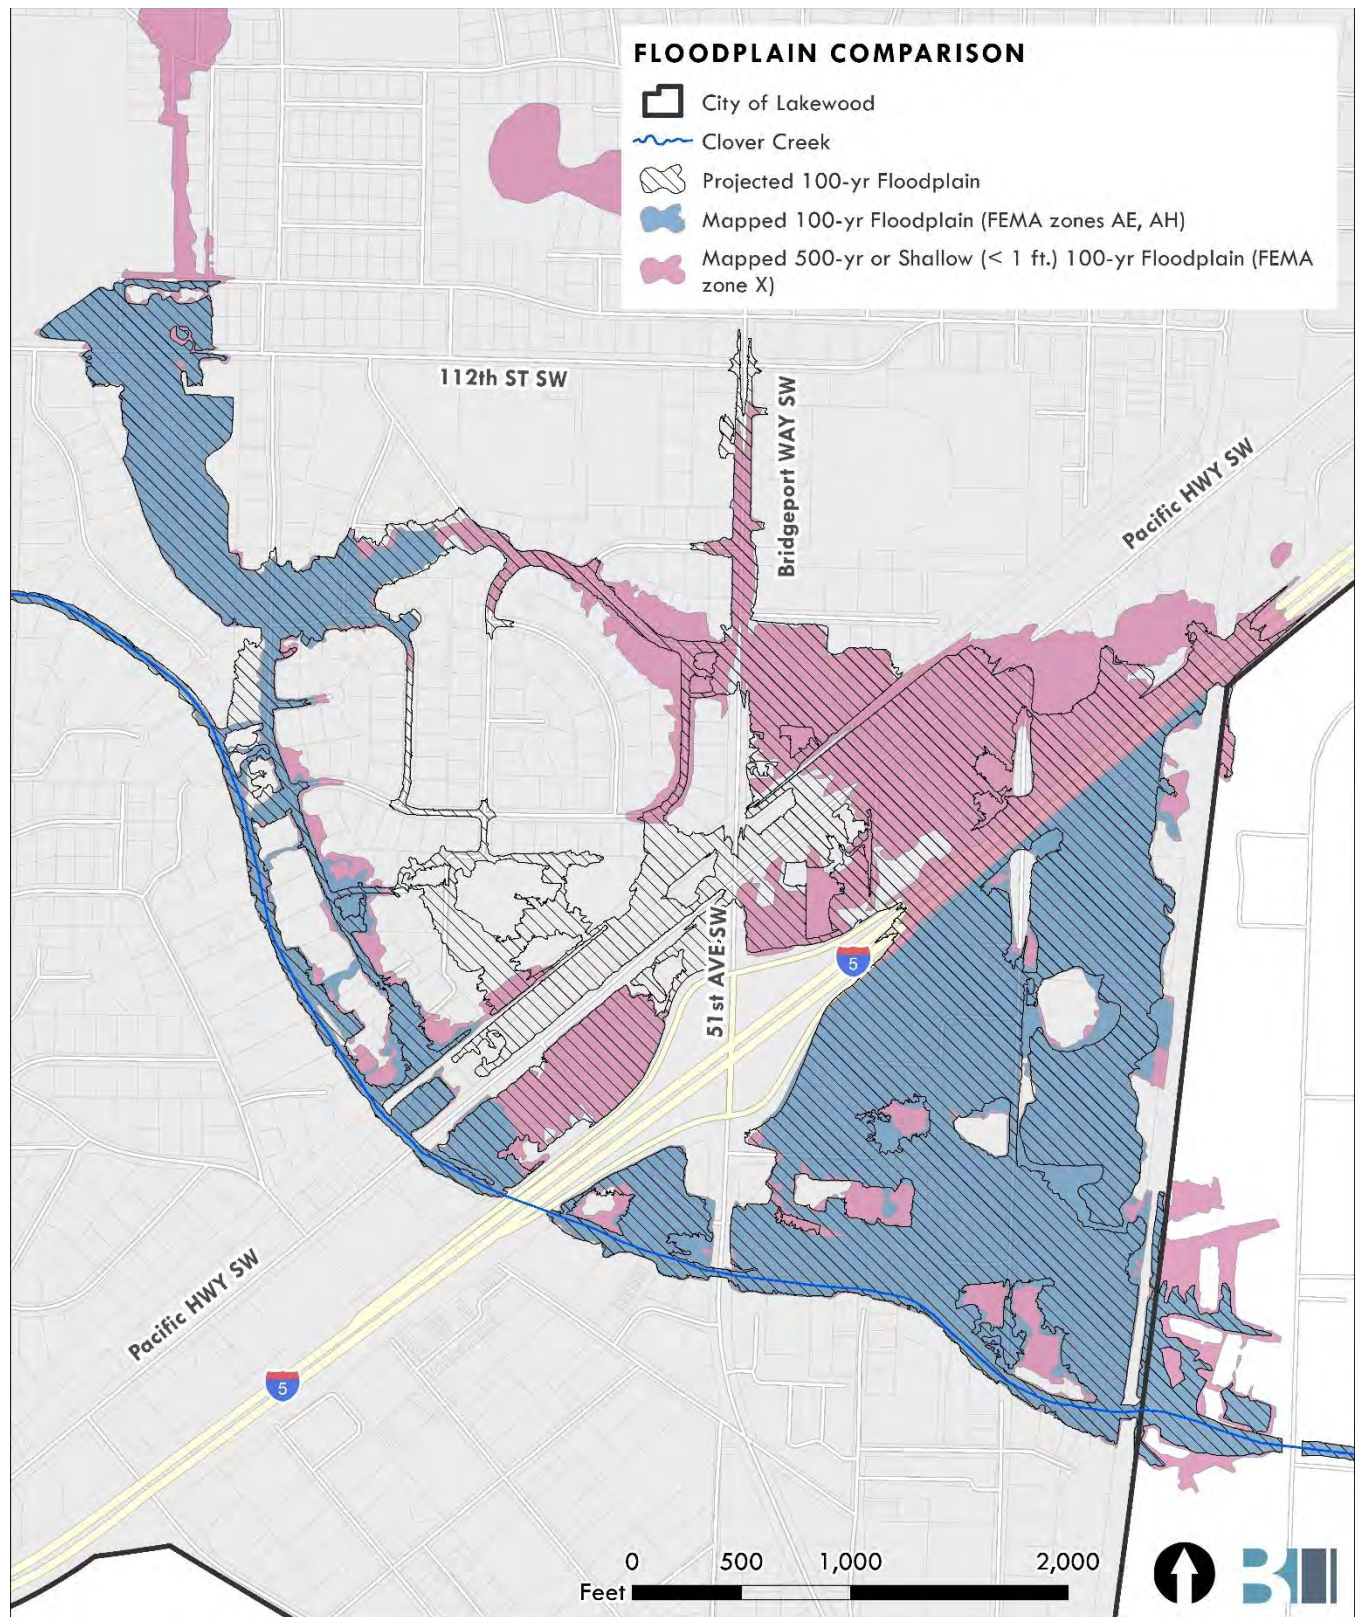 FLOODPLAIN COMPARISON
City of Lakewood
Clover Creek
Projected 100-yr Floodplain
Mapped 100-yr Floodplain (FEMA zones AE, AH)
Mapped 500-yr or Shallow (< 1 ft.) 100-yr Floodplain (FEMA
zone X)
112th ST SW
Bridgeport WAY SW
Pacific HWY SW
51st AVE SW
5
Pacific HWY SW
5
0 500 1,000 2,000
Feet